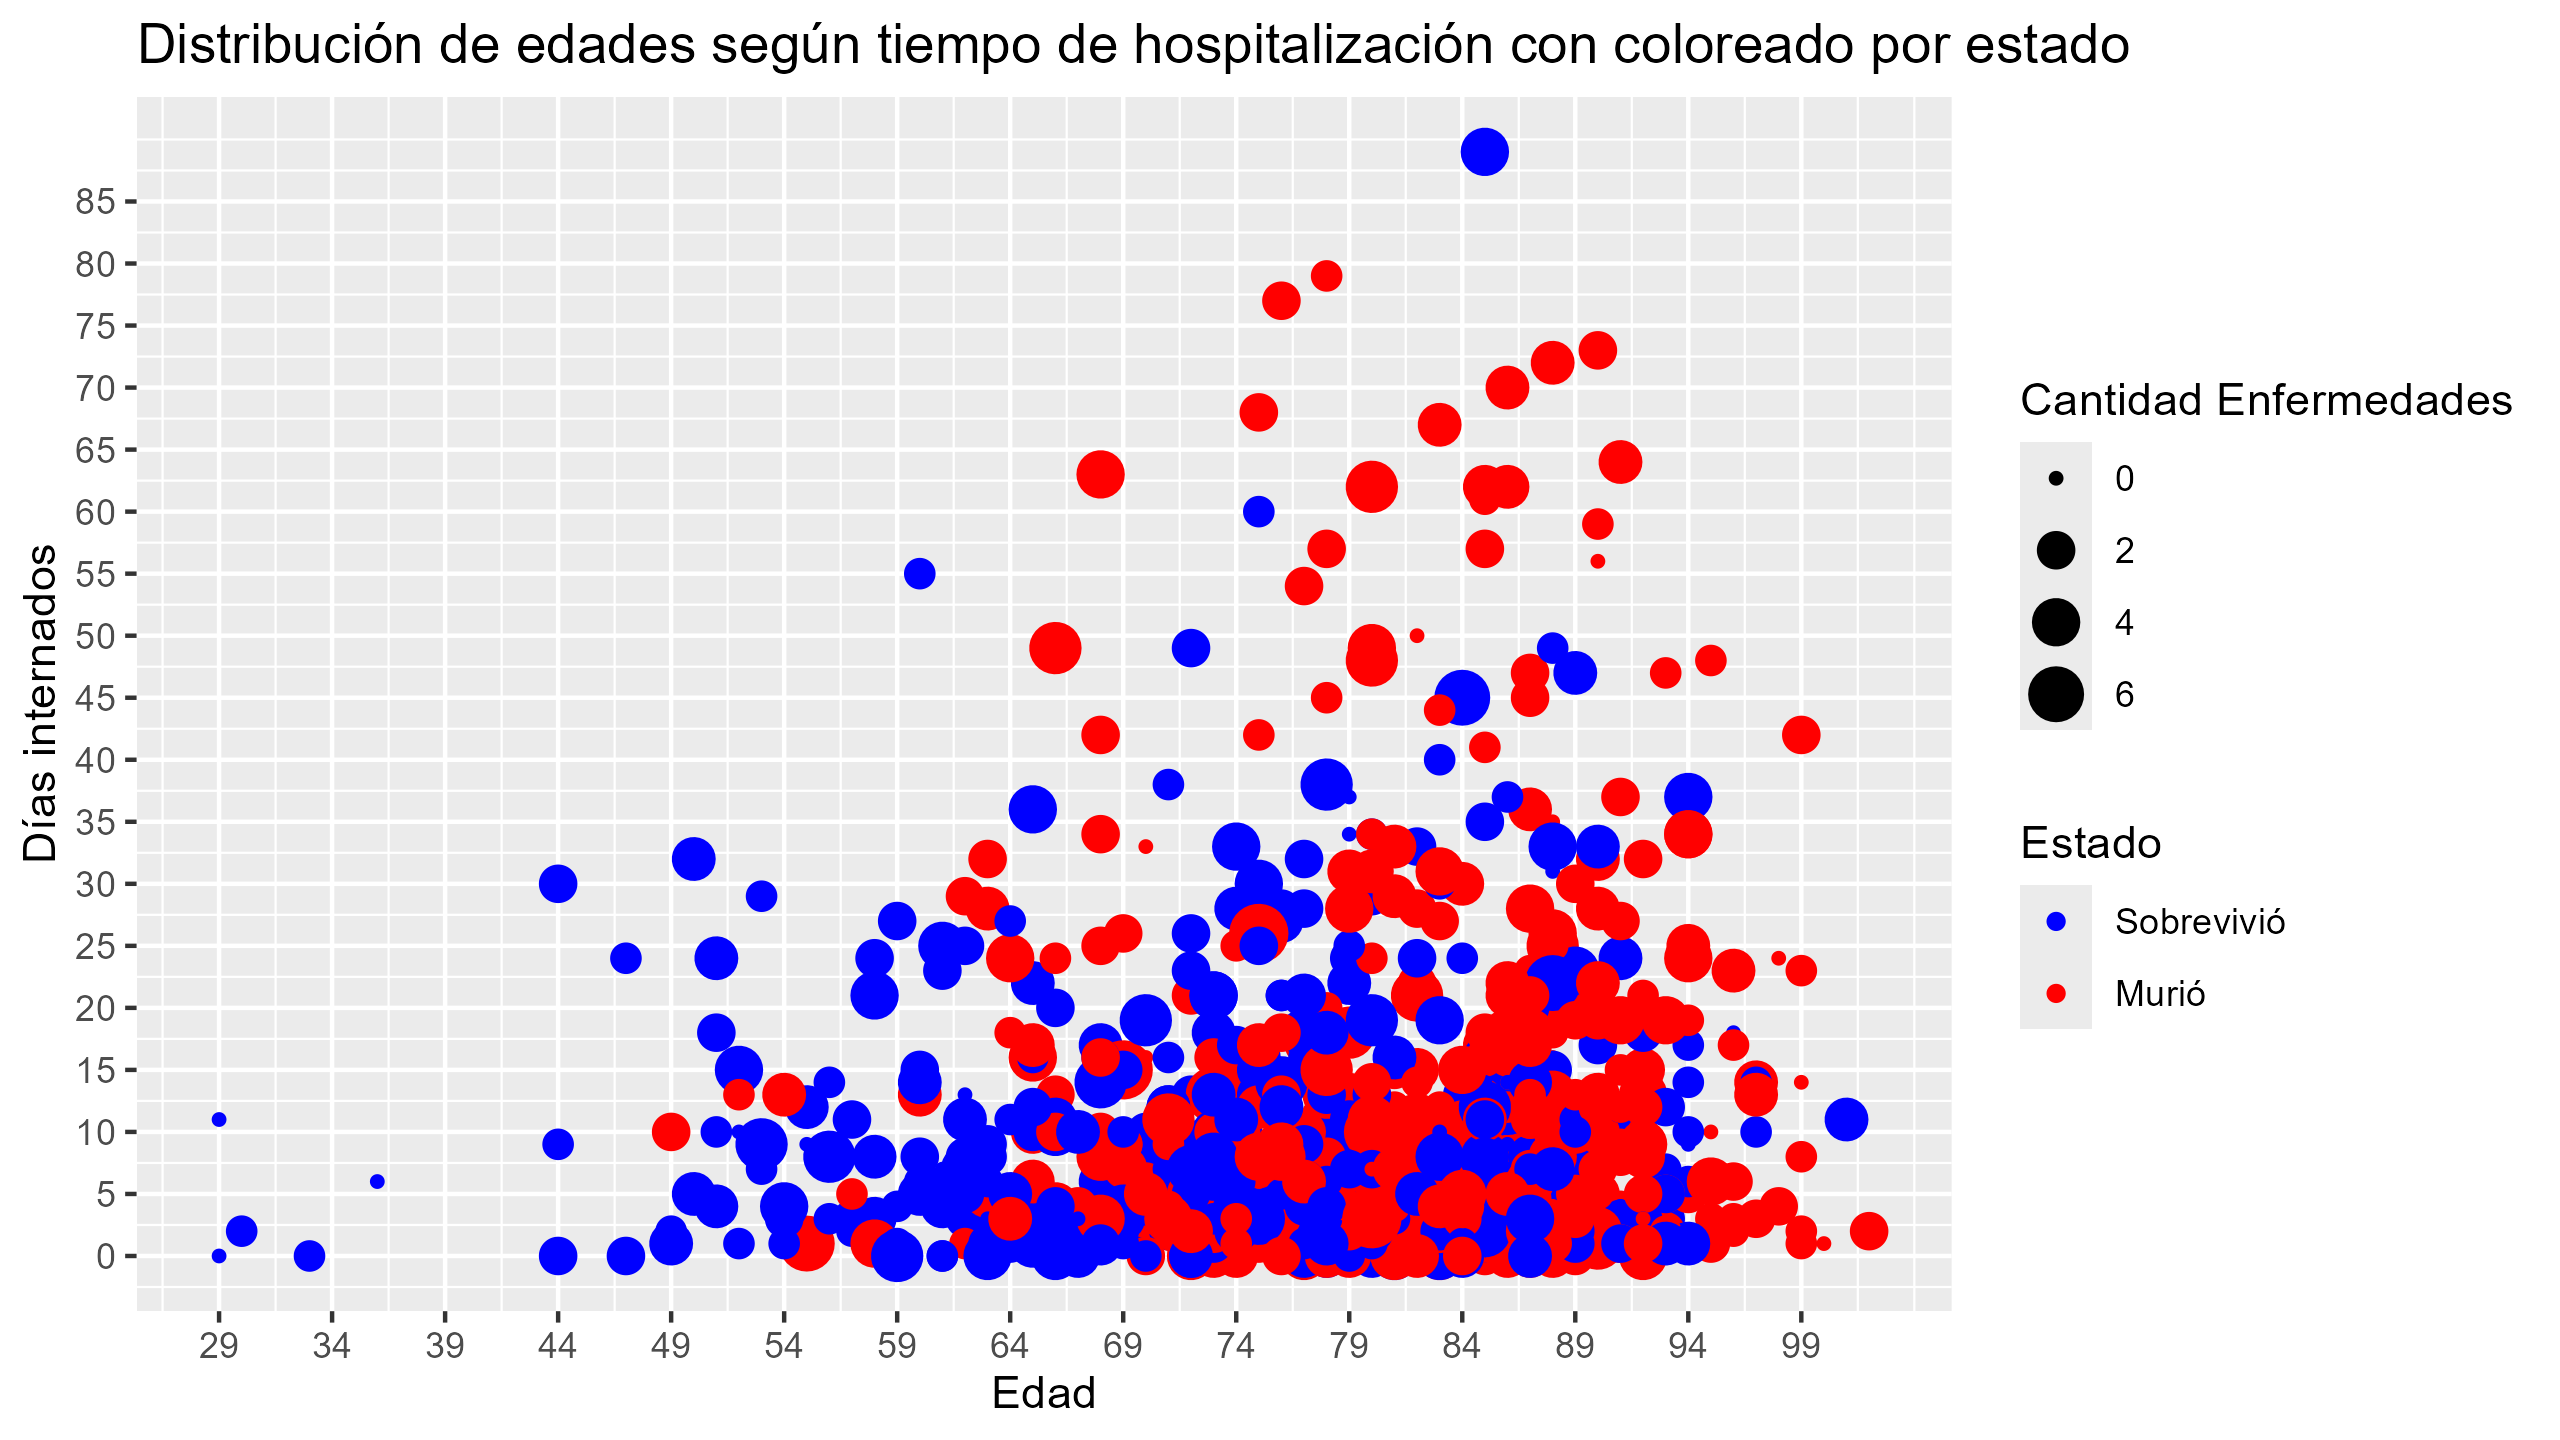 Distribución de edades según tiempo de hospitalización con coloreado por estado
Días internados
85
80
75
70
65
60
55
50
45
40
35
30
25
20
15
10
5
0
29 34 39 44 49 54 59 64 69 74 79 84 89 94 99
Edad
Cantidad Enfermedades
0
2
4
6
Estado
Sobrevivió
Murió